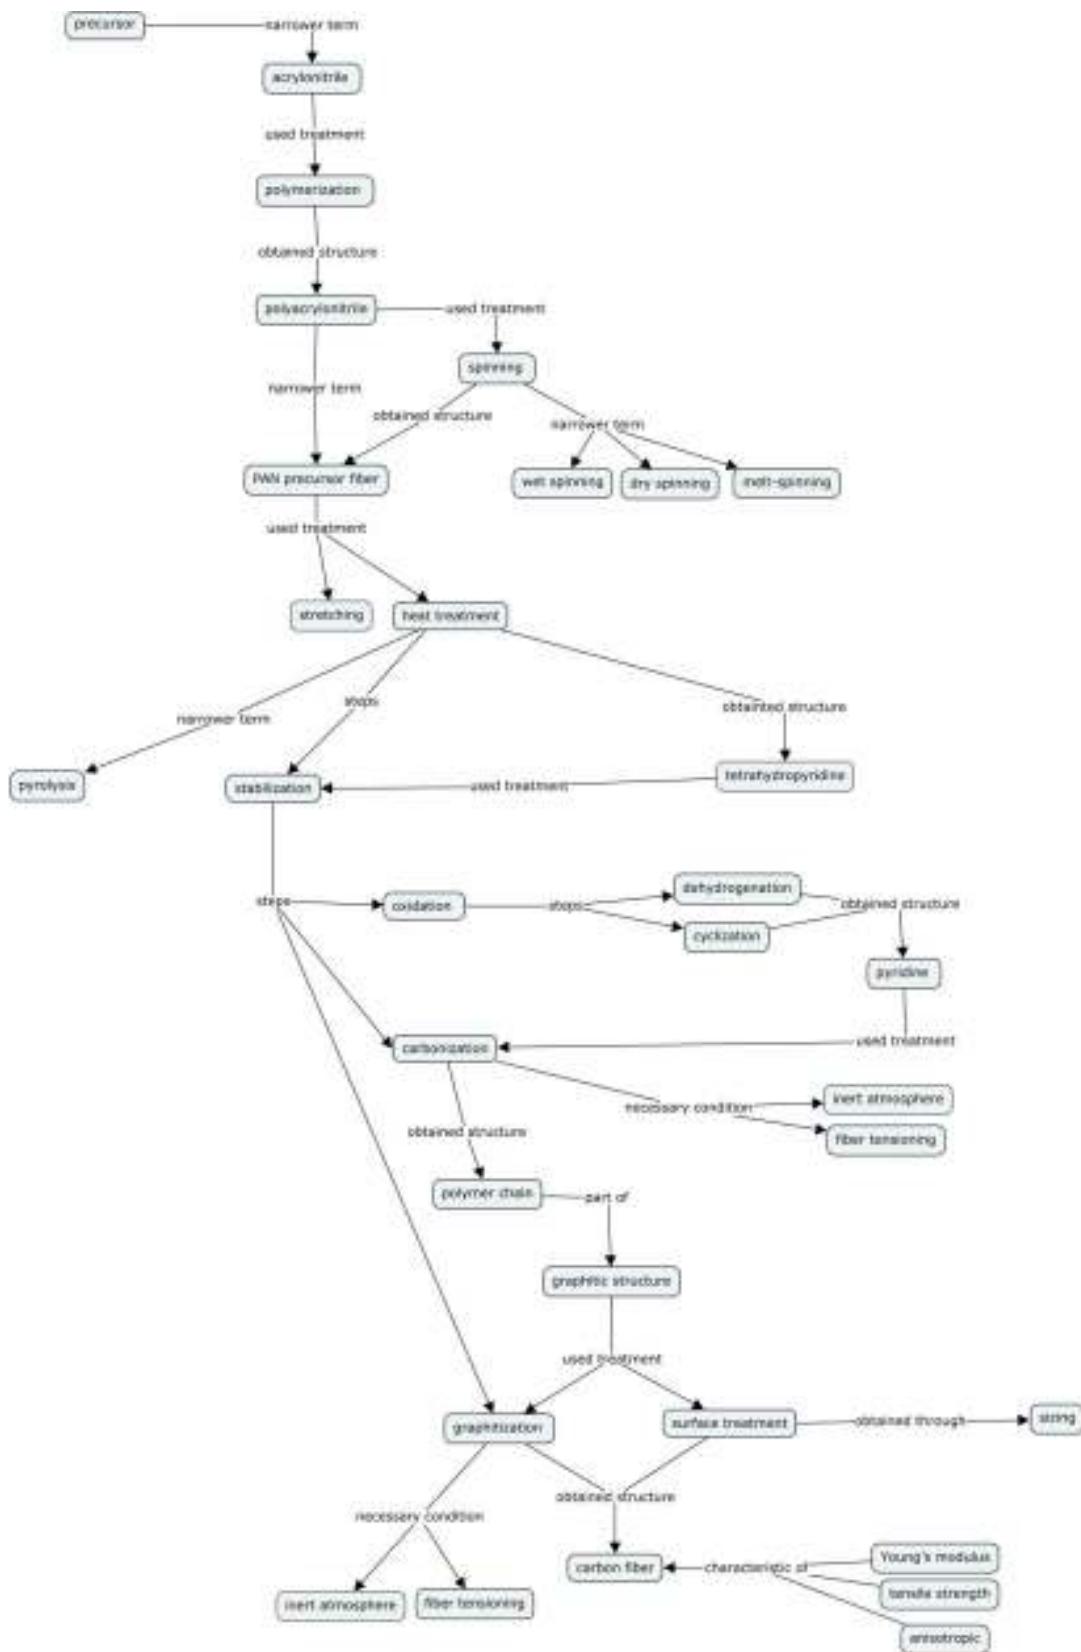 precursor
narrower term
acrylonitrile
used treatment
polymerization
obtained structure
polyacrylonitrile
used treatment
spinning
narrower term
obtained structure
narrower term
PAN precursor fiber
wet spinning
dry spinning
melt-spinning
used treatment
stretching
heat treatment
steps
obtainted structure
narrower term
pyrolysis
stabilization
used treatment
tetrahydropyridine
steps
oxidation
steps
dehydrogenation
obtained structure
cyclization
pyridine
carbonization
used treatment
inert atmosphere
necessary condition
obtained structure
fiber tensioning
polymer chain
part of
graphitic structure
used treatment
graphitization
surface treatment
obtained through
sizing
obtained structure
necessary condition
carbon fiber
characteristic of
Young's modulus
tensile strength
anisotropic
inert atmosphere
fiber tensioning